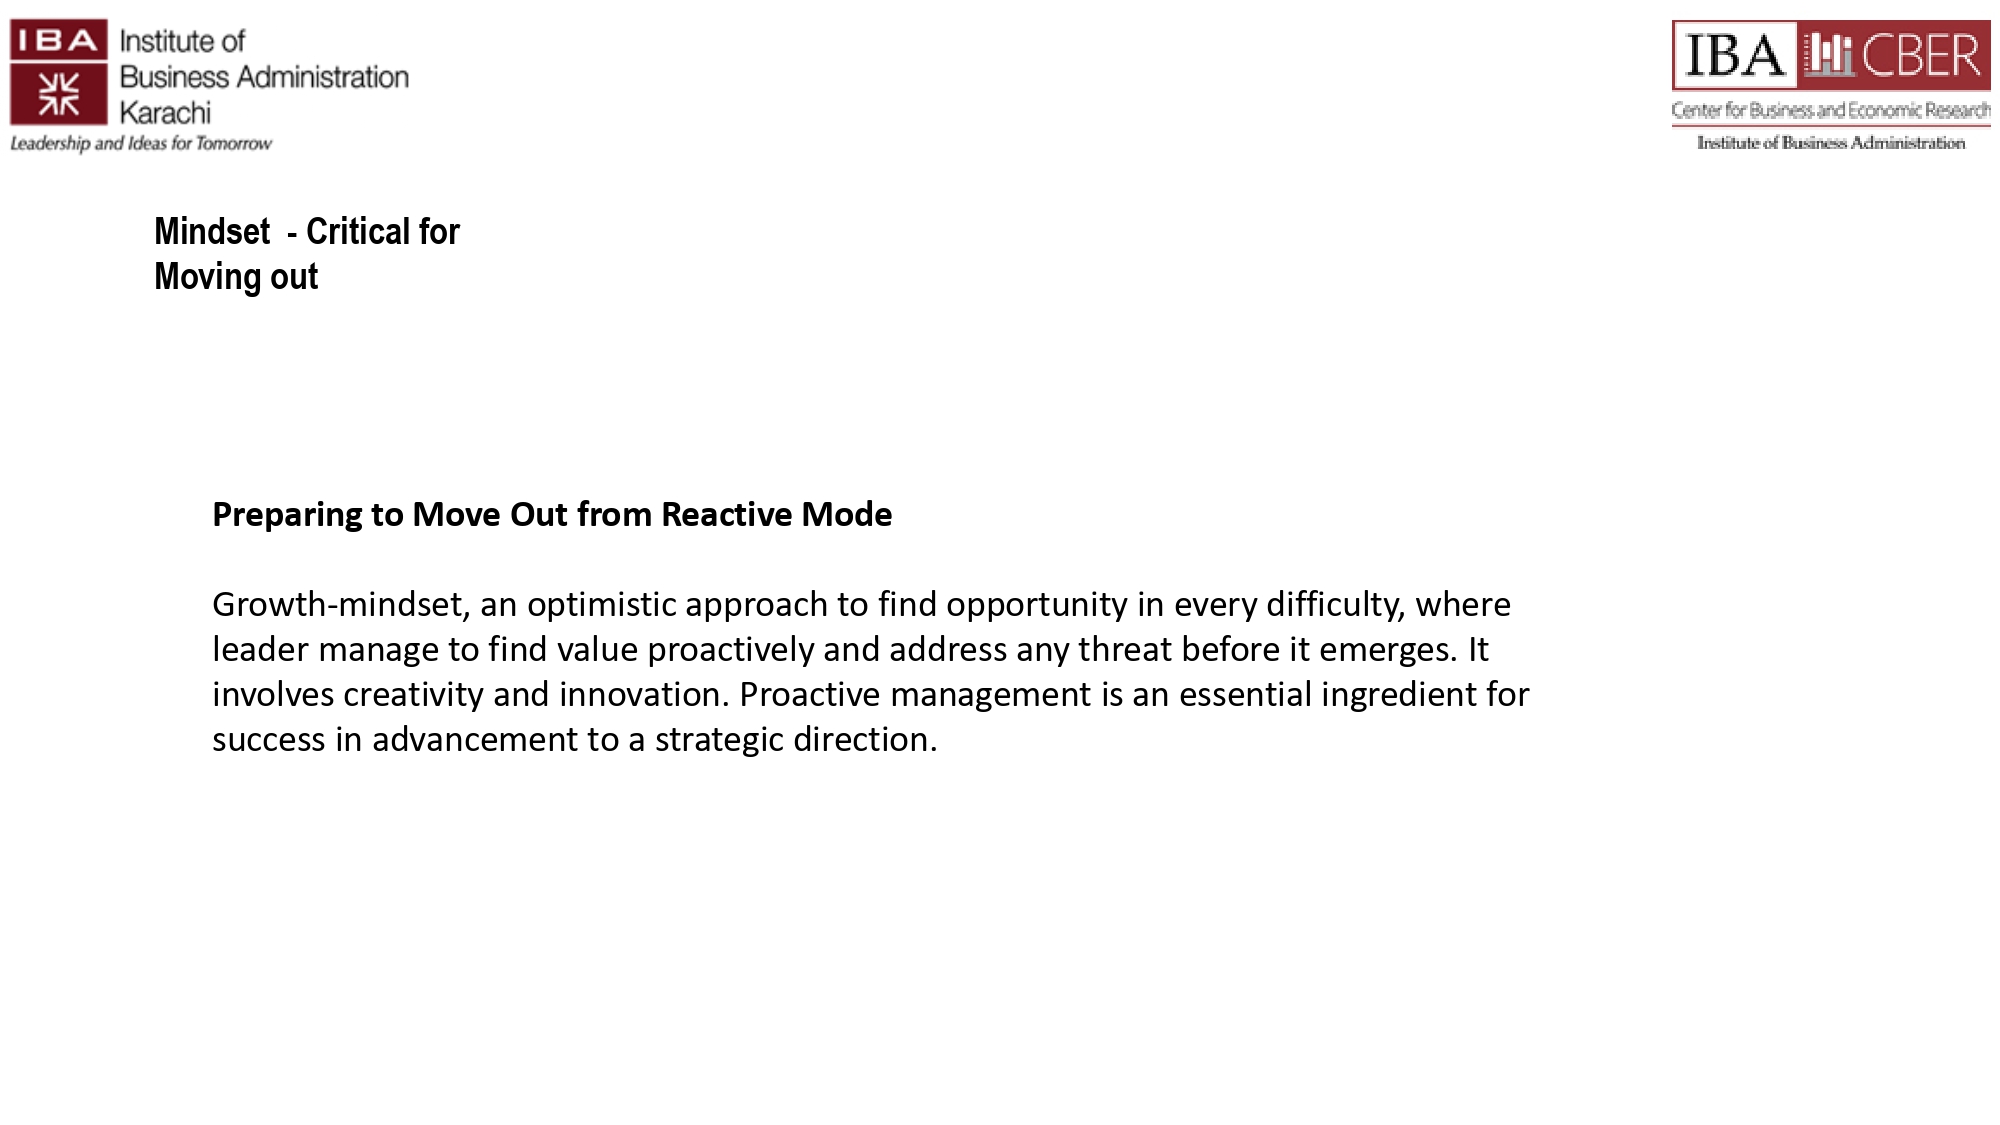 IBA
Institute of
Business Administration
Karachi
Leadership and Ideas for Tomorrow
IBA CBER
Center for Business and Economic Research
Institute of Business Administration
Mindset  - Critical for
Moving out
Preparing to Move Out from Reactive Mode
Growth-mindset, an optimistic approach to find opportunity in every difficulty, where
leader manage to find value proactively and address any threat before it emerges. It
involves creativity and innovation. Proactive management is an essential ingredient for
success in advancement to a strategic direction.